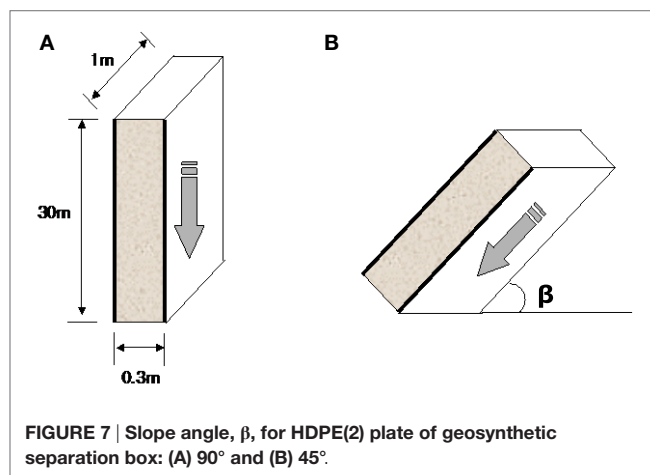 A
B
1m
30m
0.3m
β
FIGURE 7 | Slope angle, β, for HDPE(2) plate of geosynthetic
separation box: (A) 90° and (B) 45°.